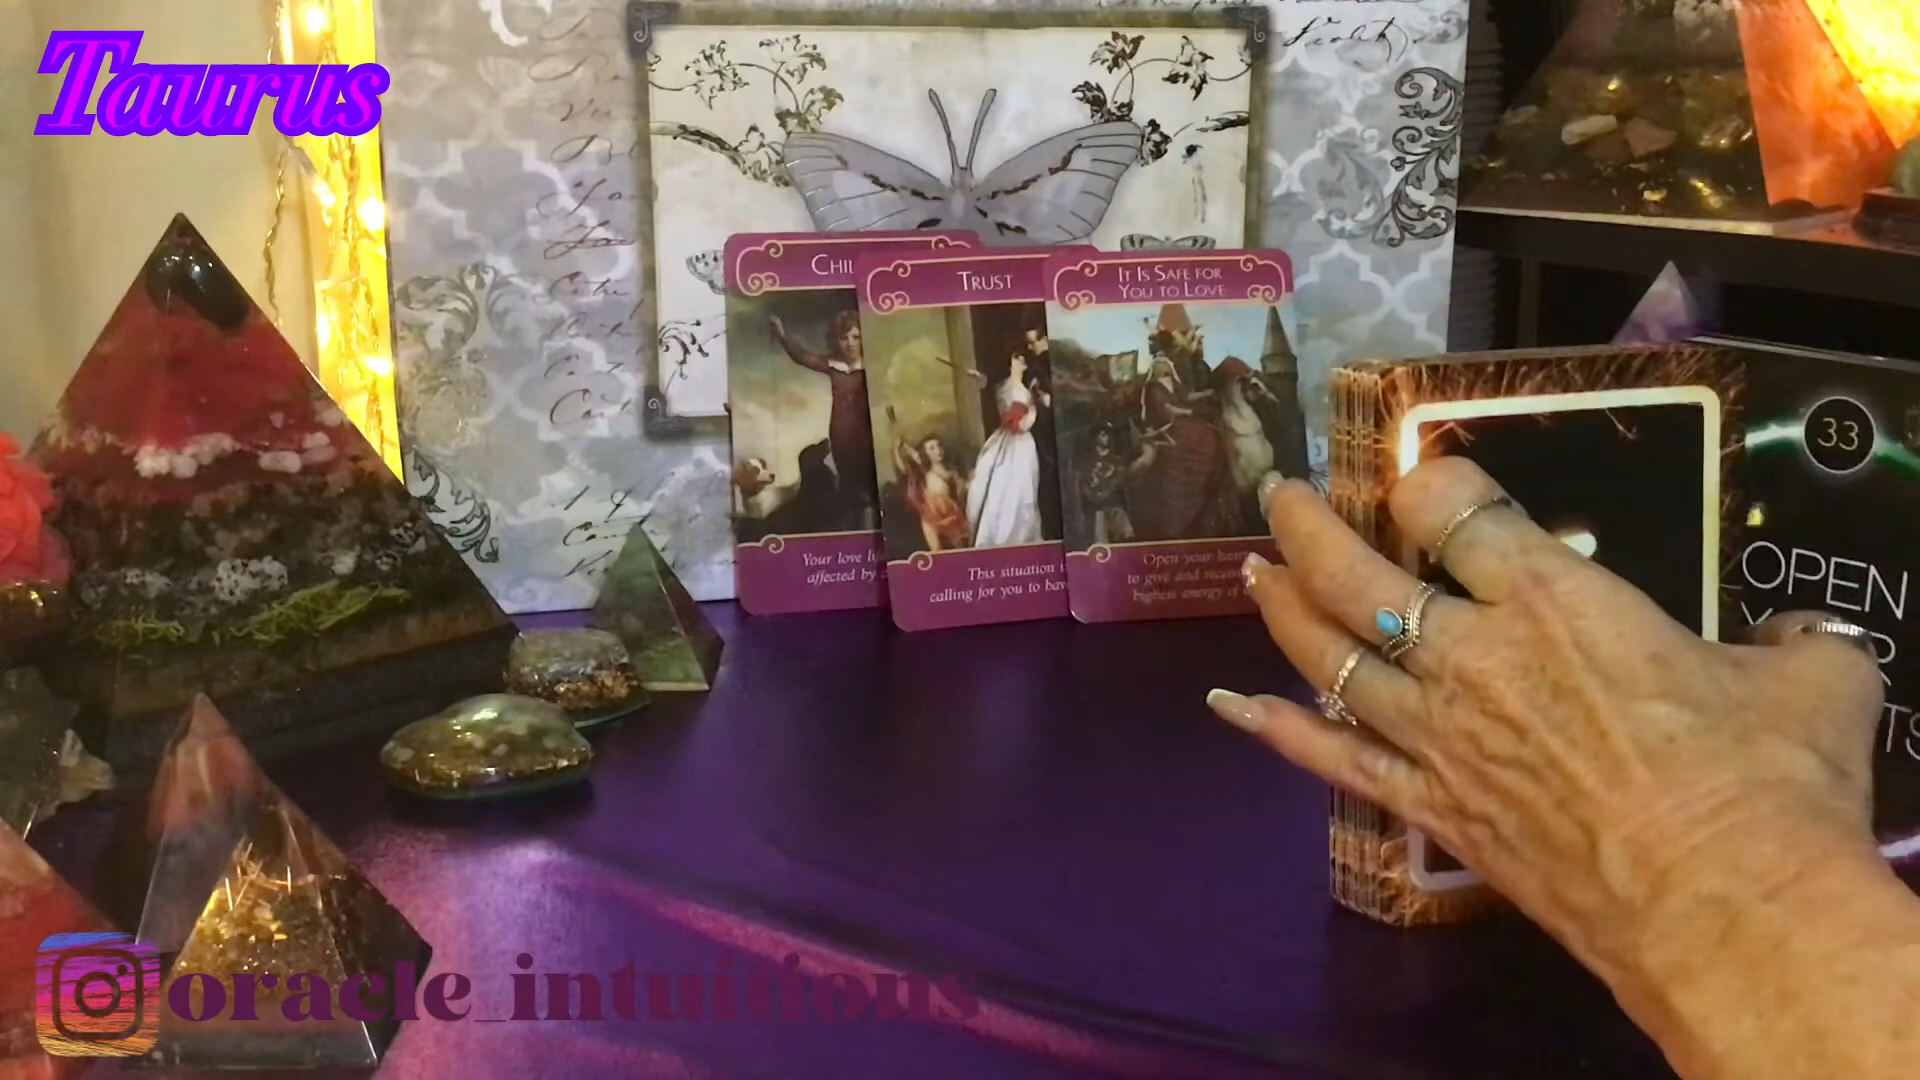 Taurus
CHIL
TRUST
IT IS SAFE FOR
YOU TO LOVE
Your love li
affected by
This situation
calling for you to hav
Open your heart
to give and receive
highest energy of
33
OPEN
oracle_intuitions